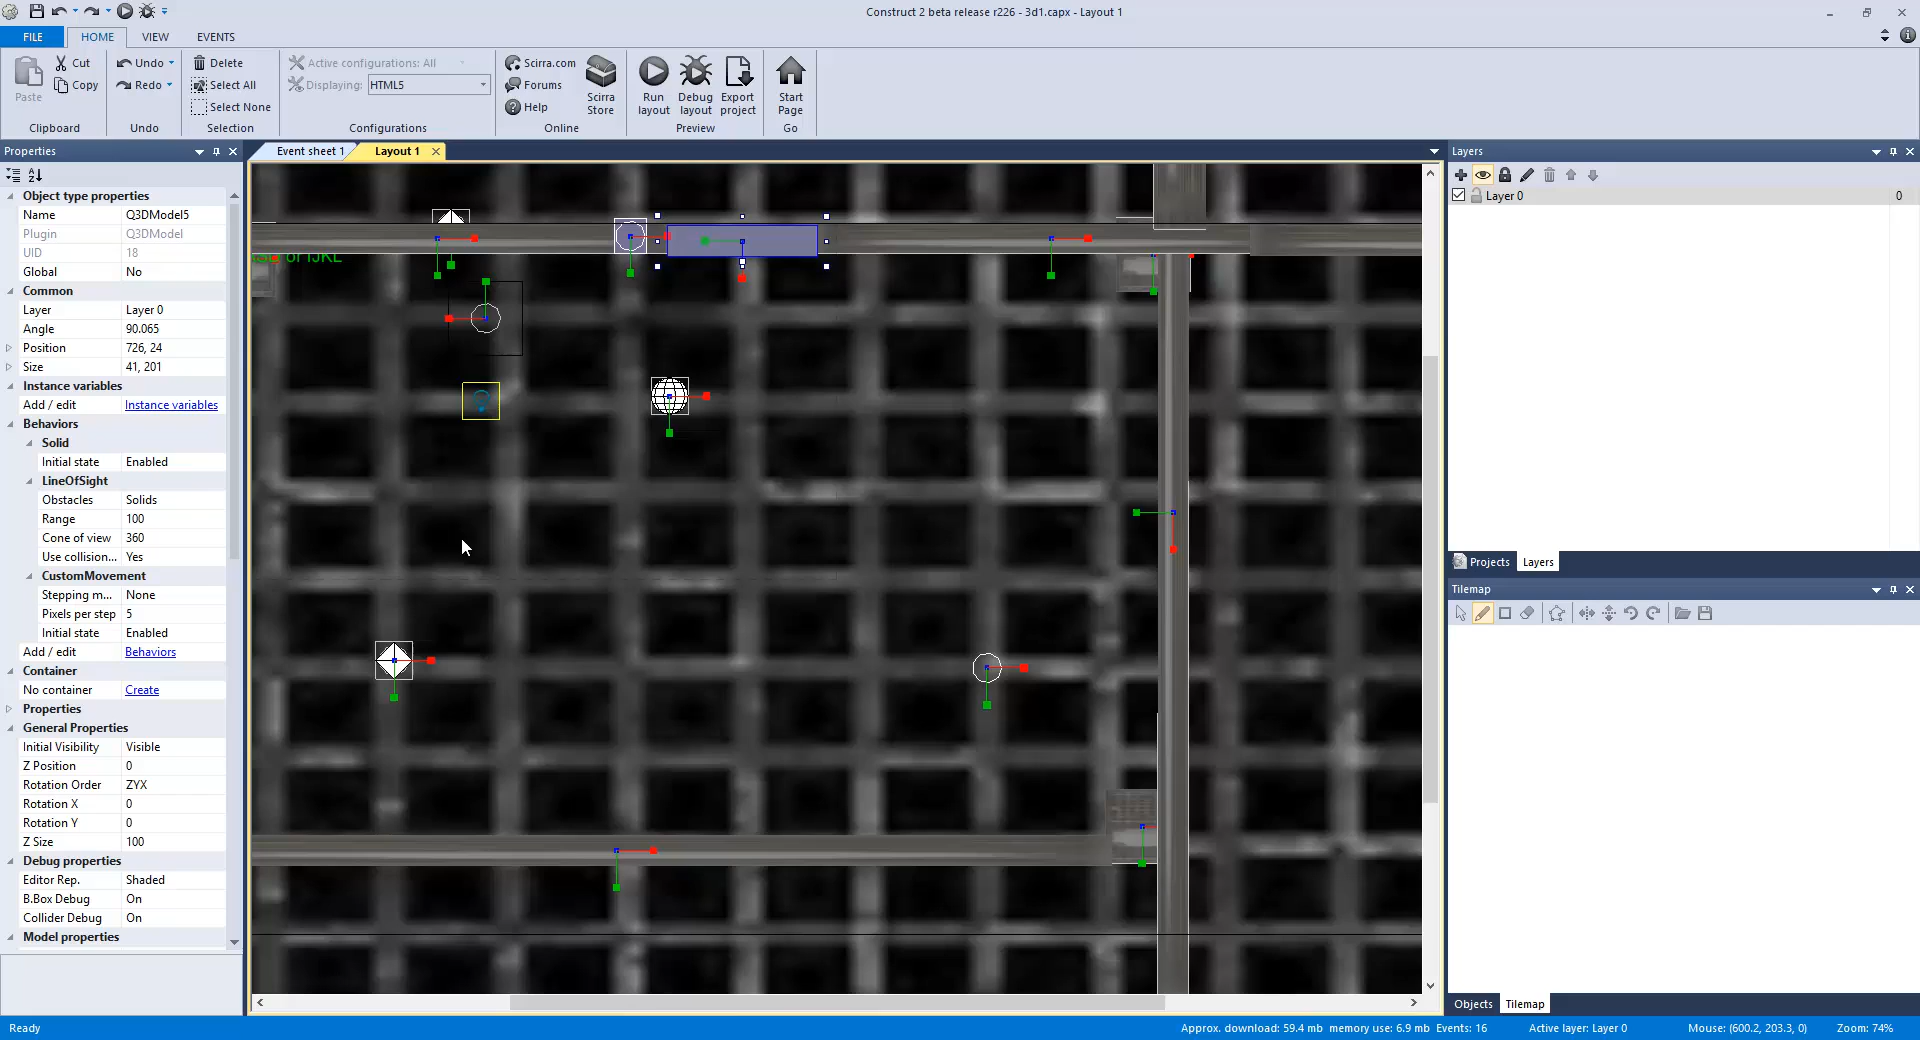 Construct 2 beta release r226 - 3d1.capx - Layout 1
FILE HOME VIEW EVENTS
Paste Cut Copy Clipboard
Undo Redo Undo
Delete Select All Select None Selection
Active configurations: All
Displaying: HTML5
Configurations
Scirra.com Forums Help Scirra Store Online
Run layout Debug layout Export project Preview
Start Page Go
Properties
Event sheet 1 Layout 1
Object type properties
Name Q3DModel5
Plugin Q3DModel
UID 18
Global No
Common
Layer Layer 0
Angle 90.065
Position 726, 24
Size 41, 201
Instance variables
Add / edit Instance variables
Behaviors
Solid
Initial state Enabled
LineOfSight
Obstacles Solids
Range 100
Cone of view 360
Use collision... Yes
CustomMovement
Stepping m... None
Pixels per step 5
Initial state Enabled
Add / edit Behaviors
Container
No container Create
Properties
General Properties
Initial Visibility Visible
Z Position 0
Rotation Order ZYX
Rotation X 0
Rotation Y 0
Z Size 100
Debug properties
Editor Rep. Shaded
B.Box Debug On
Collider Debug On
Model properties
or IJKL
Layers
Layer 0 0
Projects Layers
Tilemap
Objects Tilemap
Ready
Approx. download: 59.4 mb memory use: 6.9 mb Events: 16 Active layer: Layer 0 Mouse: (600.2, 203.3, 0) Zoom: 74%